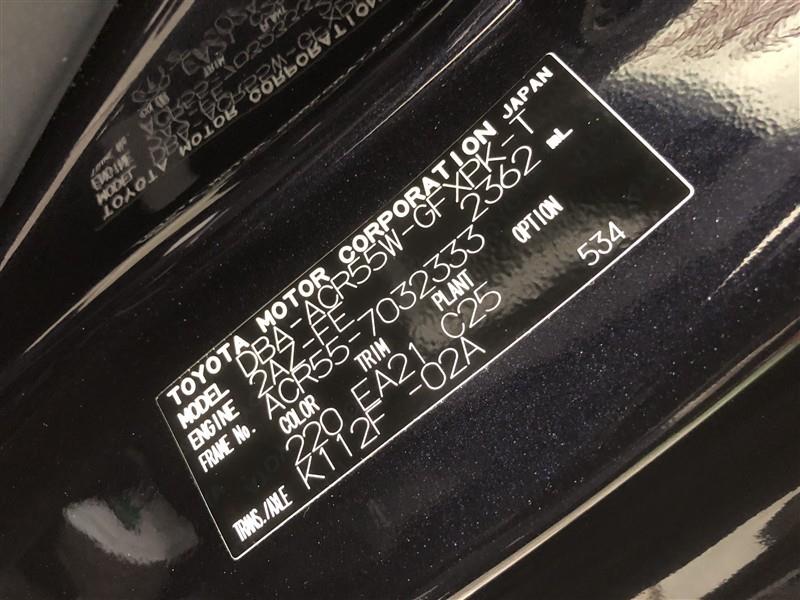 TOYOTA MOTOR CORPORATION JAPAN
MODEL DBA-ACR55W-GFXPK-T
ENGINE 2AZ-FE 2362 mL
FRAME No. ACR55-7032333
COLOR TRIM PLANT OPTION
220 EA21 C25 534
TRANS./AXLE K112F -02A